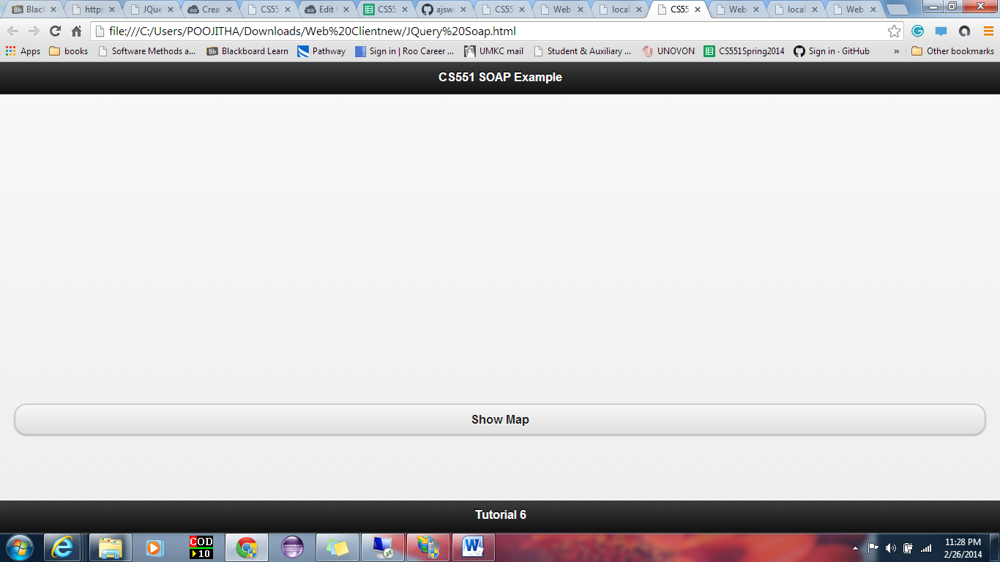 Blac
https
JQue
Crea
CS55
Edit
CS55
ajsw
CS55
Web
local
CS55
Web
local
Web
file:///C:/Users/POOJITHA/Downloads/Web%20Clientnew/JQuery%20Soap.html
Apps
books
Software Methods a...
Bb
Blackboard Learn
Pathway
Sign in | Roo Career ...
UMKC mail
Student & Auxiliary ...
UNOVON
CS551Spring2014
Sign in · GitHub
»
Other bookmarks
CS551 SOAP Example
Show Map
Tutorial 6
COD
10
11:28 PM
2/26/2014